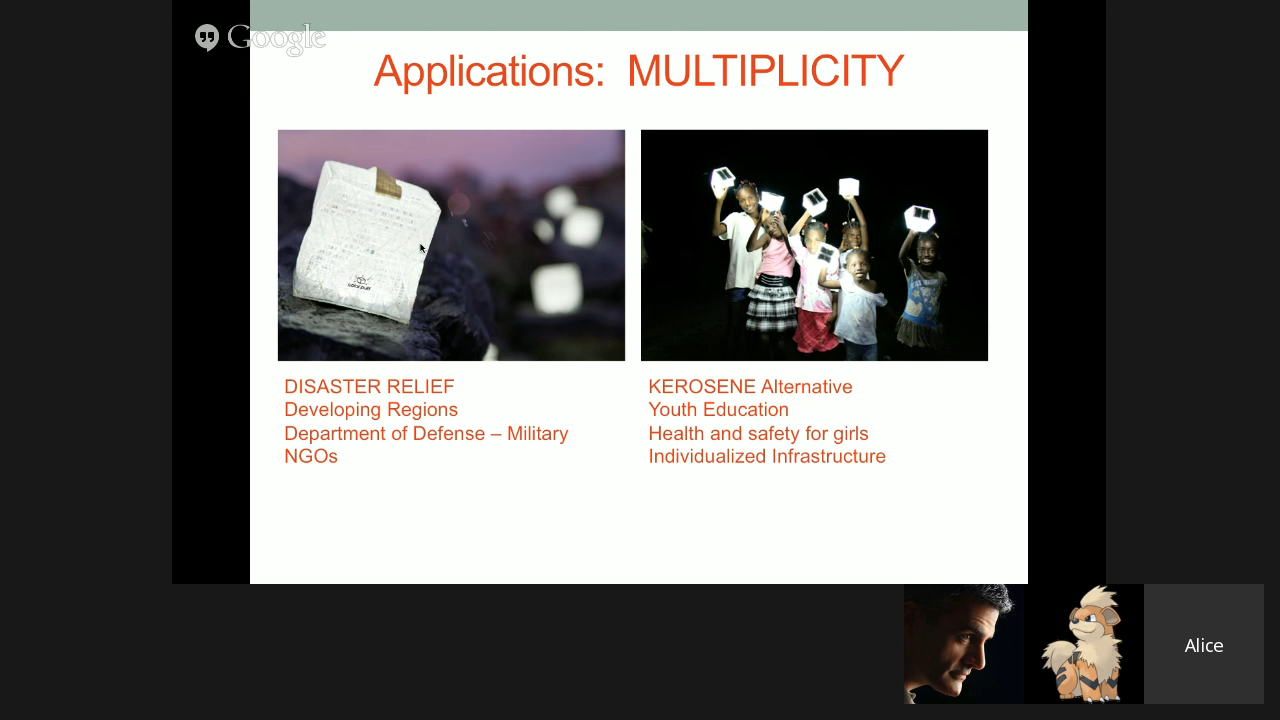 Google
Applications: MULTIPLICITY
DISASTER RELIEF
Developing Regions
Department of Defense – Military
NGOs
KEROSENE Alternative
Youth Education
Health and safety for girls
Individualized Infrastructure
Alice